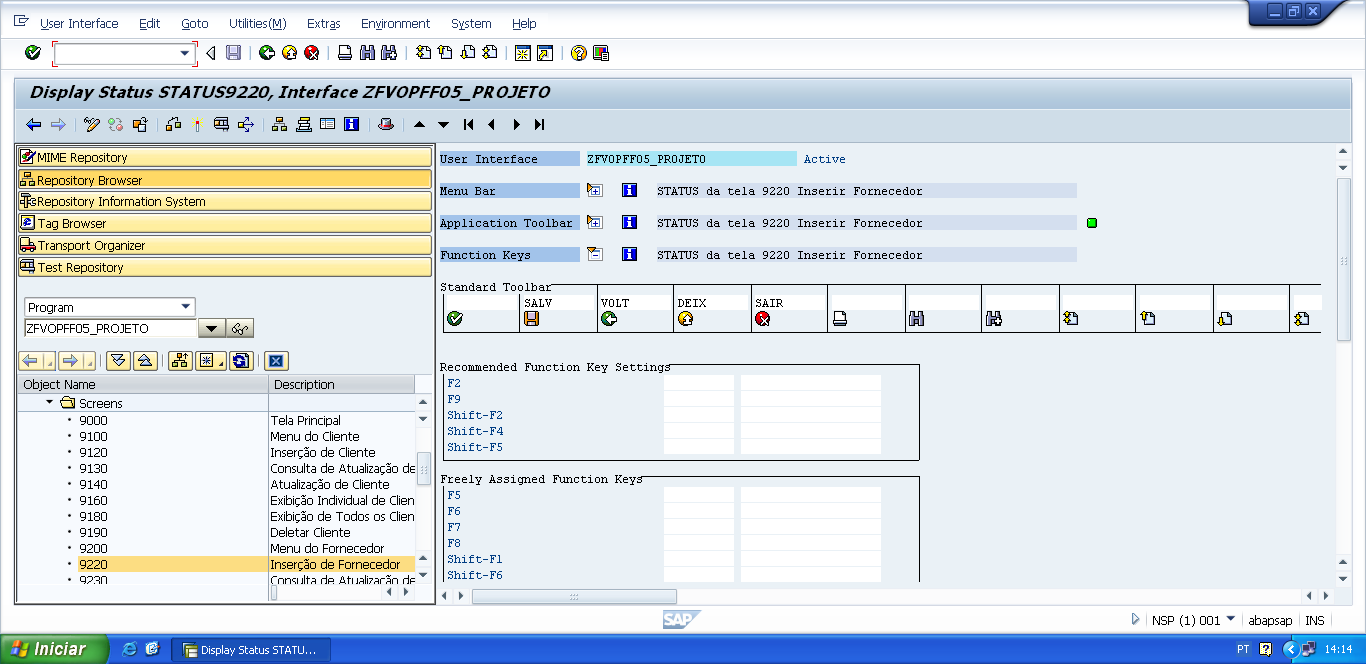 User Interface Edit Goto Utilities(M) Extras Environment System Help
Display Status STATUS9220, Interface ZFVOPFF05_PROJETO
MIME Repository
Repository Browser
Repository Information System
Tag Browser
Transport Organizer
Test Repository
Program
ZFVOPFF05_PROJETO
Object Name Description
Screens
9000 Tela Principal
9100 Menu do Cliente
9120 Inserção de Cliente
9130 Consulta de Atualização de
9140 Atualização de Cliente
9160 Exibição Individual de Clien
9180 Exibição de Todos os Clien
9190 Deletar Cliente
9200 Menu do Fornecedor
9220 Inserção de Fornecedor
9230 Consulta de Atualização de
User Interface ZFVOPFF05_PROJETO Active
Menu Bar STATUS da tela 9220 Inserir Fornecedor
Application Toolbar STATUS da tela 9220 Inserir Fornecedor
Function Keys STATUS da tela 9220 Inserir Fornecedor
Standard Toolbar
SALV VOLT DEIX SAIR
Recommended Function Key Settings
F2
F9
Shift-F2
Shift-F4
Shift-F5
Freely Assigned Function Keys
F5
F6
F7
F8
Shift-F1
Shift-F6
SAP
NSP (1) 001 abapsap INS
Iniciar Display Status STATU... PT 14:14